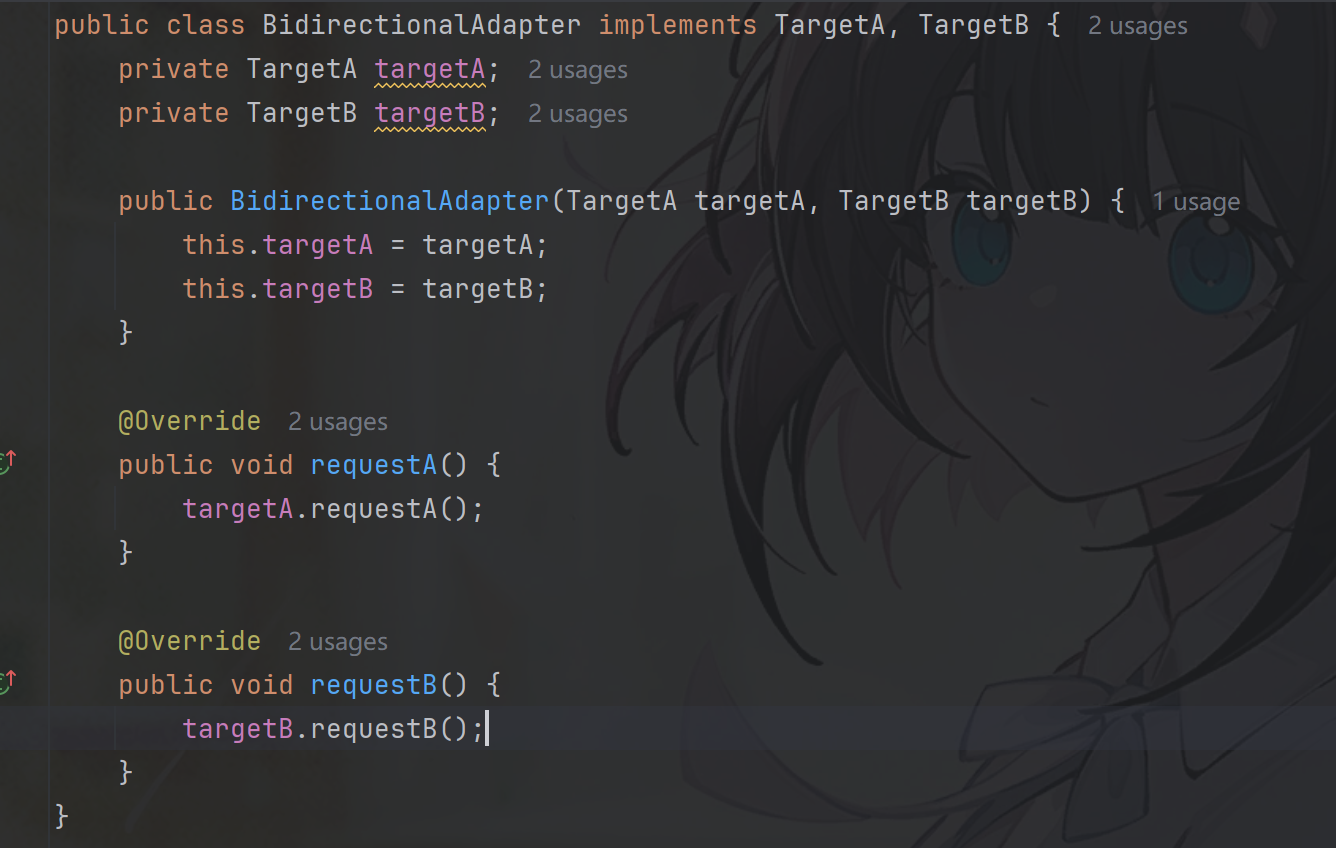 public class BidirectionalAdapter implements TargetA, TargetB { 2 usages
    private TargetA targetA; 2 usages
    private TargetB targetB; 2 usages
    public BidirectionalAdapter(TargetA targetA, TargetB targetB) { 1 usage
        this.targetA = targetA;
        this.targetB = targetB;
    }
    @Override 2 usages
    public void requestA() {
        targetA.requestA();
    }
    @Override 2 usages
    public void requestB() {
        targetB.requestB();
    }
}